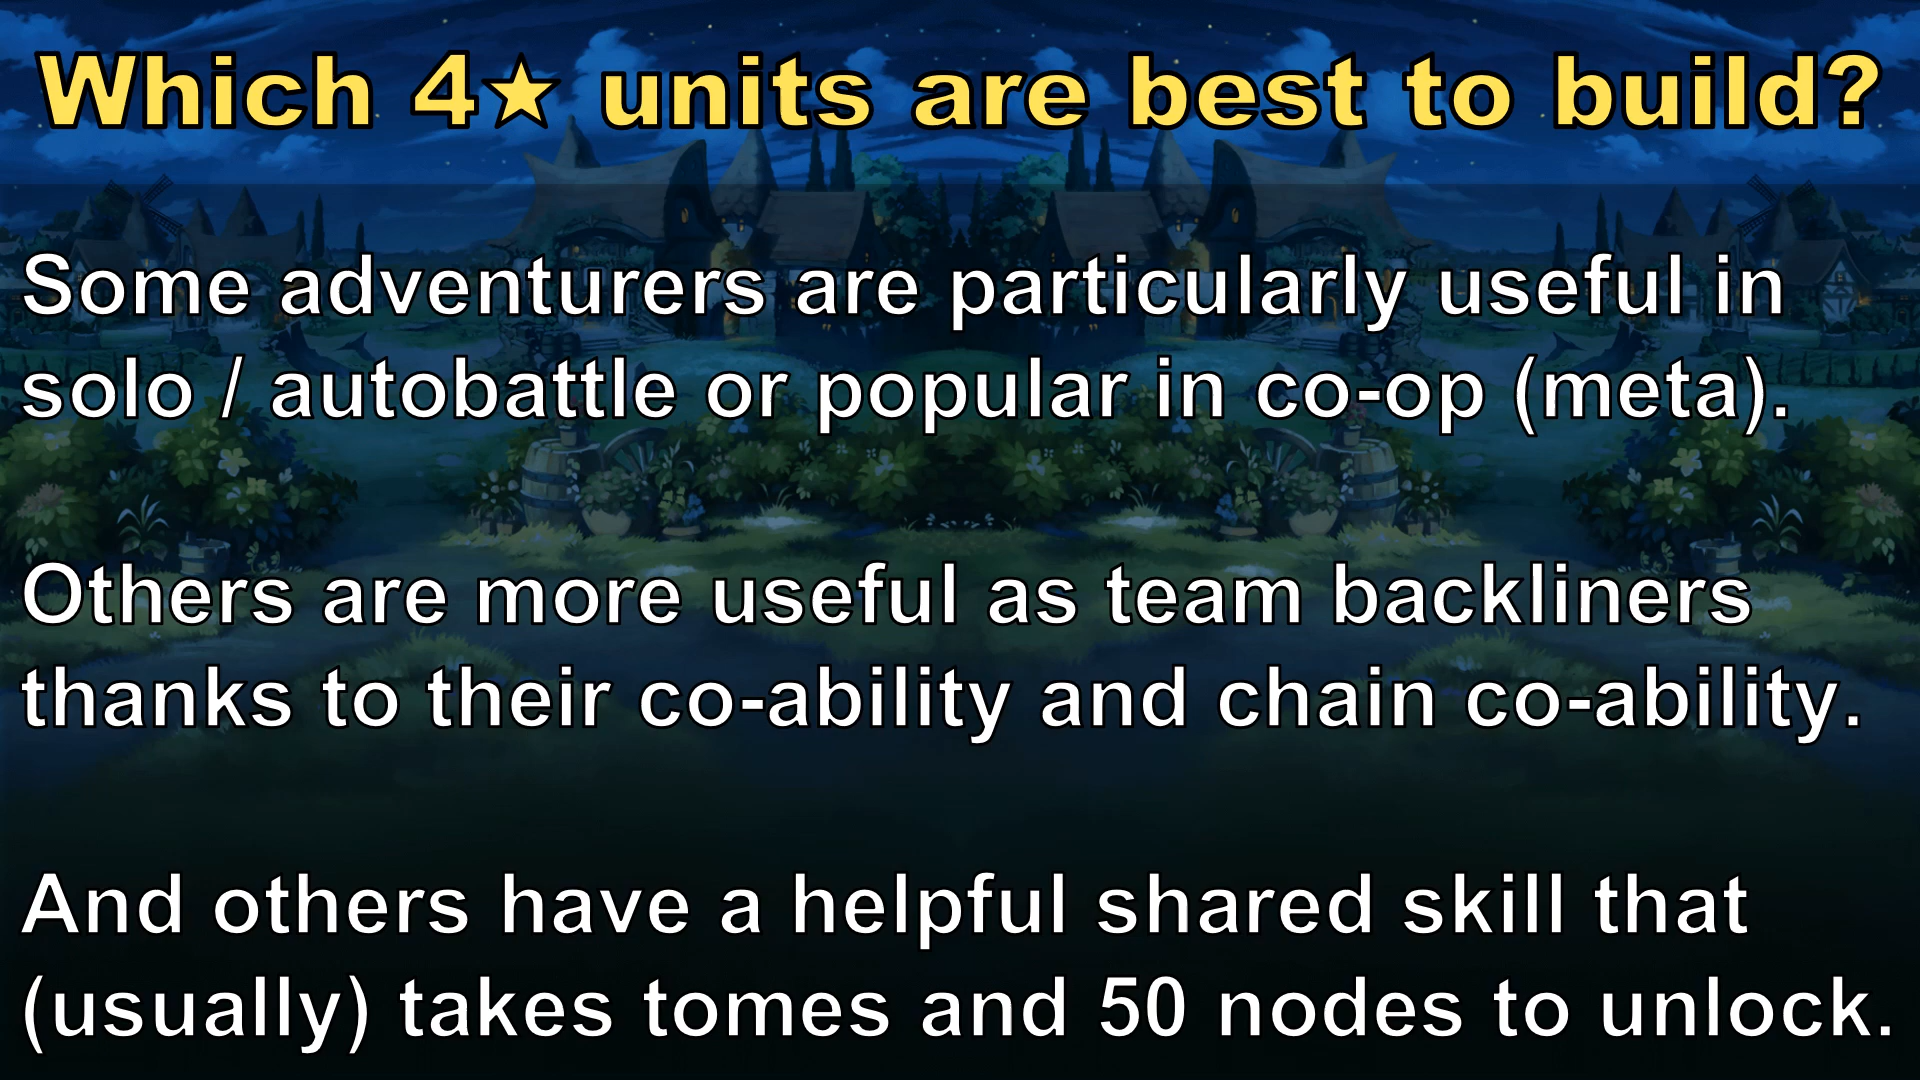 Which 4★ units are best to build?
Some adventurers are particularly useful in
solo / autobattle or popular in co-op (meta).
Others are more useful as team backliners
thanks to their co-ability and chain co-ability.
And others have a helpful shared skill that
(usually) takes tomes and 50 nodes to unlock.